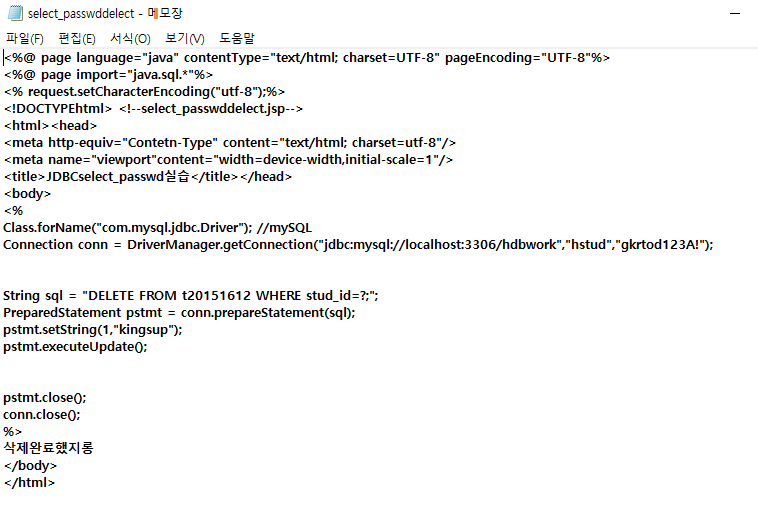 select_passwddelect - 메모장
파일(F) 편집(E) 서식(O) 보기(V) 도움말
<%@ page language="java" contentType="text/html; charset=UTF-8" pageEncoding="UTF-8"%>
<%@ page import="java.sql.*"%>
<% request.setCharacterEncoding("utf-8");%>
<!DOCTYPEhtml> <!--select_passwddelect.jsp-->
<html><head>
<meta http-equiv="Contetn-Type" content="text/html; charset=utf-8"/>
<meta name="viewport"content="width=device-width,initial-scale=1"/>
<title>JDBCselect_passwd실습</title></head>
<body>
<%
Class.forName("com.mysql.jdbc.Driver"); //mySQL
Connection conn = DriverManager.getConnection("jdbc:mysql://localhost:3306/hdbwork","hstud","gkrtod123A!");
String sql = "DELETE FROM t20151612 WHERE stud_id=?;";
PreparedStatement pstmt = conn.prepareStatement(sql);
pstmt.setString(1,"kingsup");
pstmt.executeUpdate();
pstmt.close();
conn.close();
%>
삭제완료했지롱
</body>
</html>